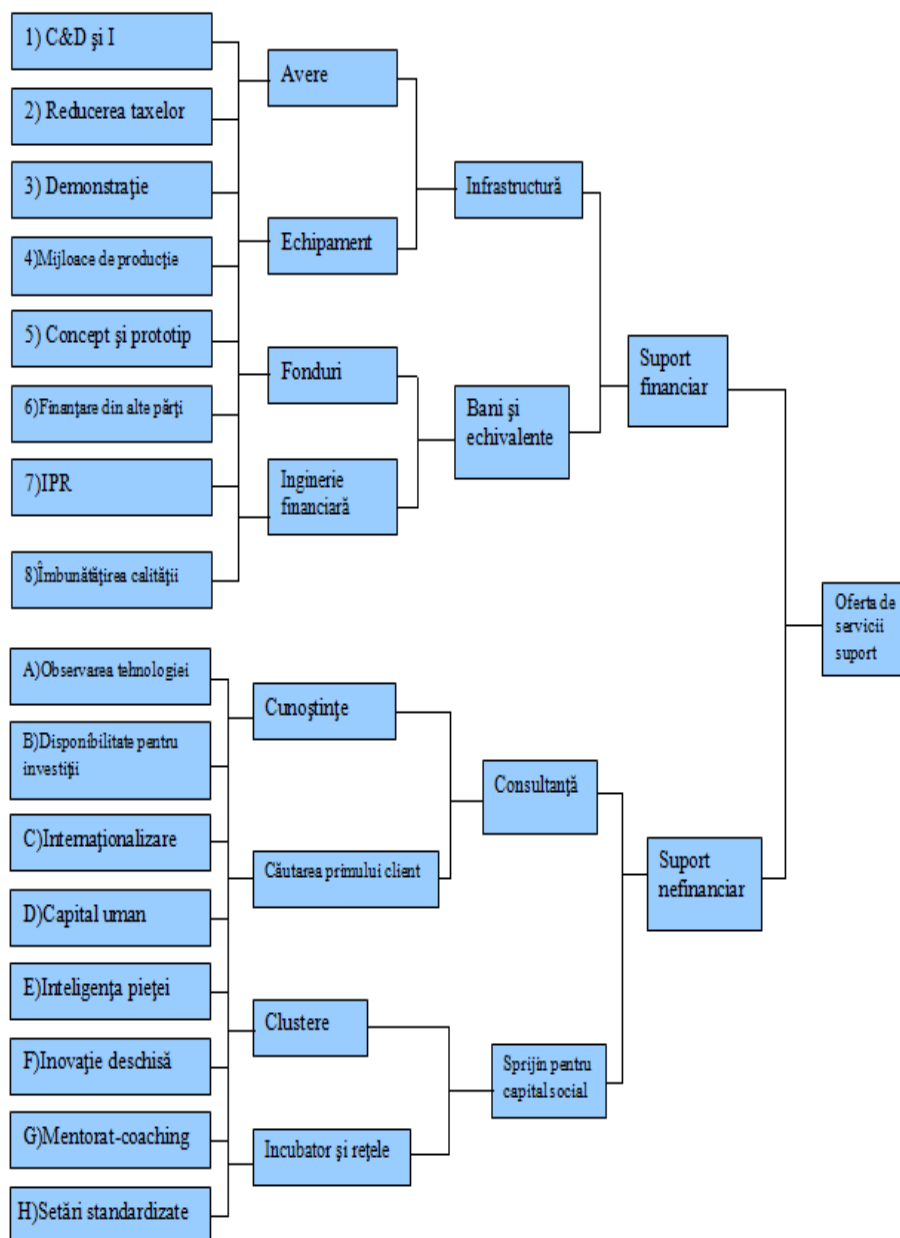 1) C&D şi I
2) Reducerea taxelor
3) Demonstraţie
4)Mijloace de producţie
5) Concept şi prototip
6)Finanţare din alte părţi
7)IPR
8)Îmbunătăţirea calităţii
Avere
Echipament
Fonduri
Inginerie
financiară
Infrastructură
Bani şi
echivalente
Suport
financiar
Oferta de
servicii
suport
A)Observarea tehnologiei
B)Disponibilitate pentru
investiţii
C)Internaţionalizare
D)Capital uman
E)Inteligenţa pieţei
F)Inovaţie deschisă
G)Mentorat-coaching
H)Setări standardizate
Cunoştinţe
Căutarea primului client
Clustere
Incubator şi reţele
Consultanţă
Sprijin pentru
capital social
Suport
nefinanciar